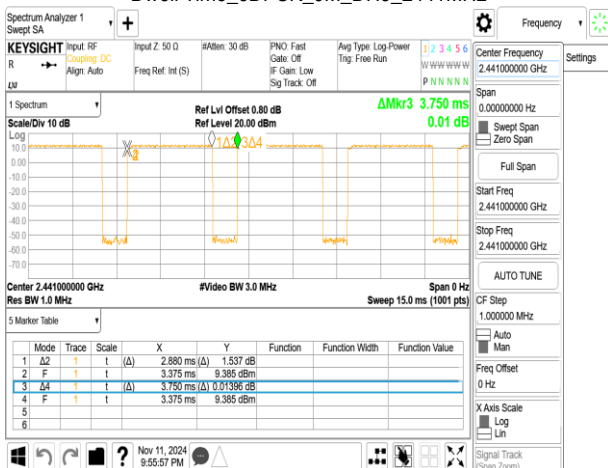 Spectrum Analyzer 1
Swept SA
Frequency
KEYSIGHT
R
LXI
Input: RF
Coupling: DC
Align: Auto
Input Z: 50 Ω
Freq Ref: Int (S)
#Atten: 30 dB
PNO: Fast
Gate: Off
IF Gain: Low
Sig Track: Off
Avg Type: Log-Power
Trig: Free Run
1 2 3 4 5 6
W W W W W W
P N N N N N
1 Spectrum
Scale/Div 10 dB
Ref Lvl Offset 0.80 dB
Ref Level 20.00 dBm
ΔMkr3 3.750 ms
0.01 dB
Log
10.0
0.00
-10.0
-20.0
-30.0
-40.0
-50.0
-60.0
-70.0
1Δ2
3Δ4
Center 2.441000000 GHz
Res BW 1.0 MHz
#Video BW 3.0 MHz
Span 0 Hz
Sweep 15.0 ms (1001 pts)
5 Marker Table
Mode Trace Scale X Y Function Function Width Function Value
1 Δ2 1 t (Δ) 2.880 ms (Δ) 1.537 dB
2 F 1 t 3.375 ms 9.385 dBm
3 Δ4 1 t (Δ) 3.750 ms (Δ) 0.01396 dB
4 F 1 t 3.375 ms 9.385 dBm
5
6
Nov 11, 2024
9:55:57 PM
Center Frequency
2.441000000 GHz
Settings
Span
0.00000000 Hz
Swept Span
Zero Span
Full Span
Start Freq
2.441000000 GHz
Stop Freq
2.441000000 GHz
AUTO TUNE
CF Step
1.000000 MHz
Auto
Man
Freq Offset
0 Hz
X Axis Scale
Log
Lin
Signal Track
(Span Zoom)